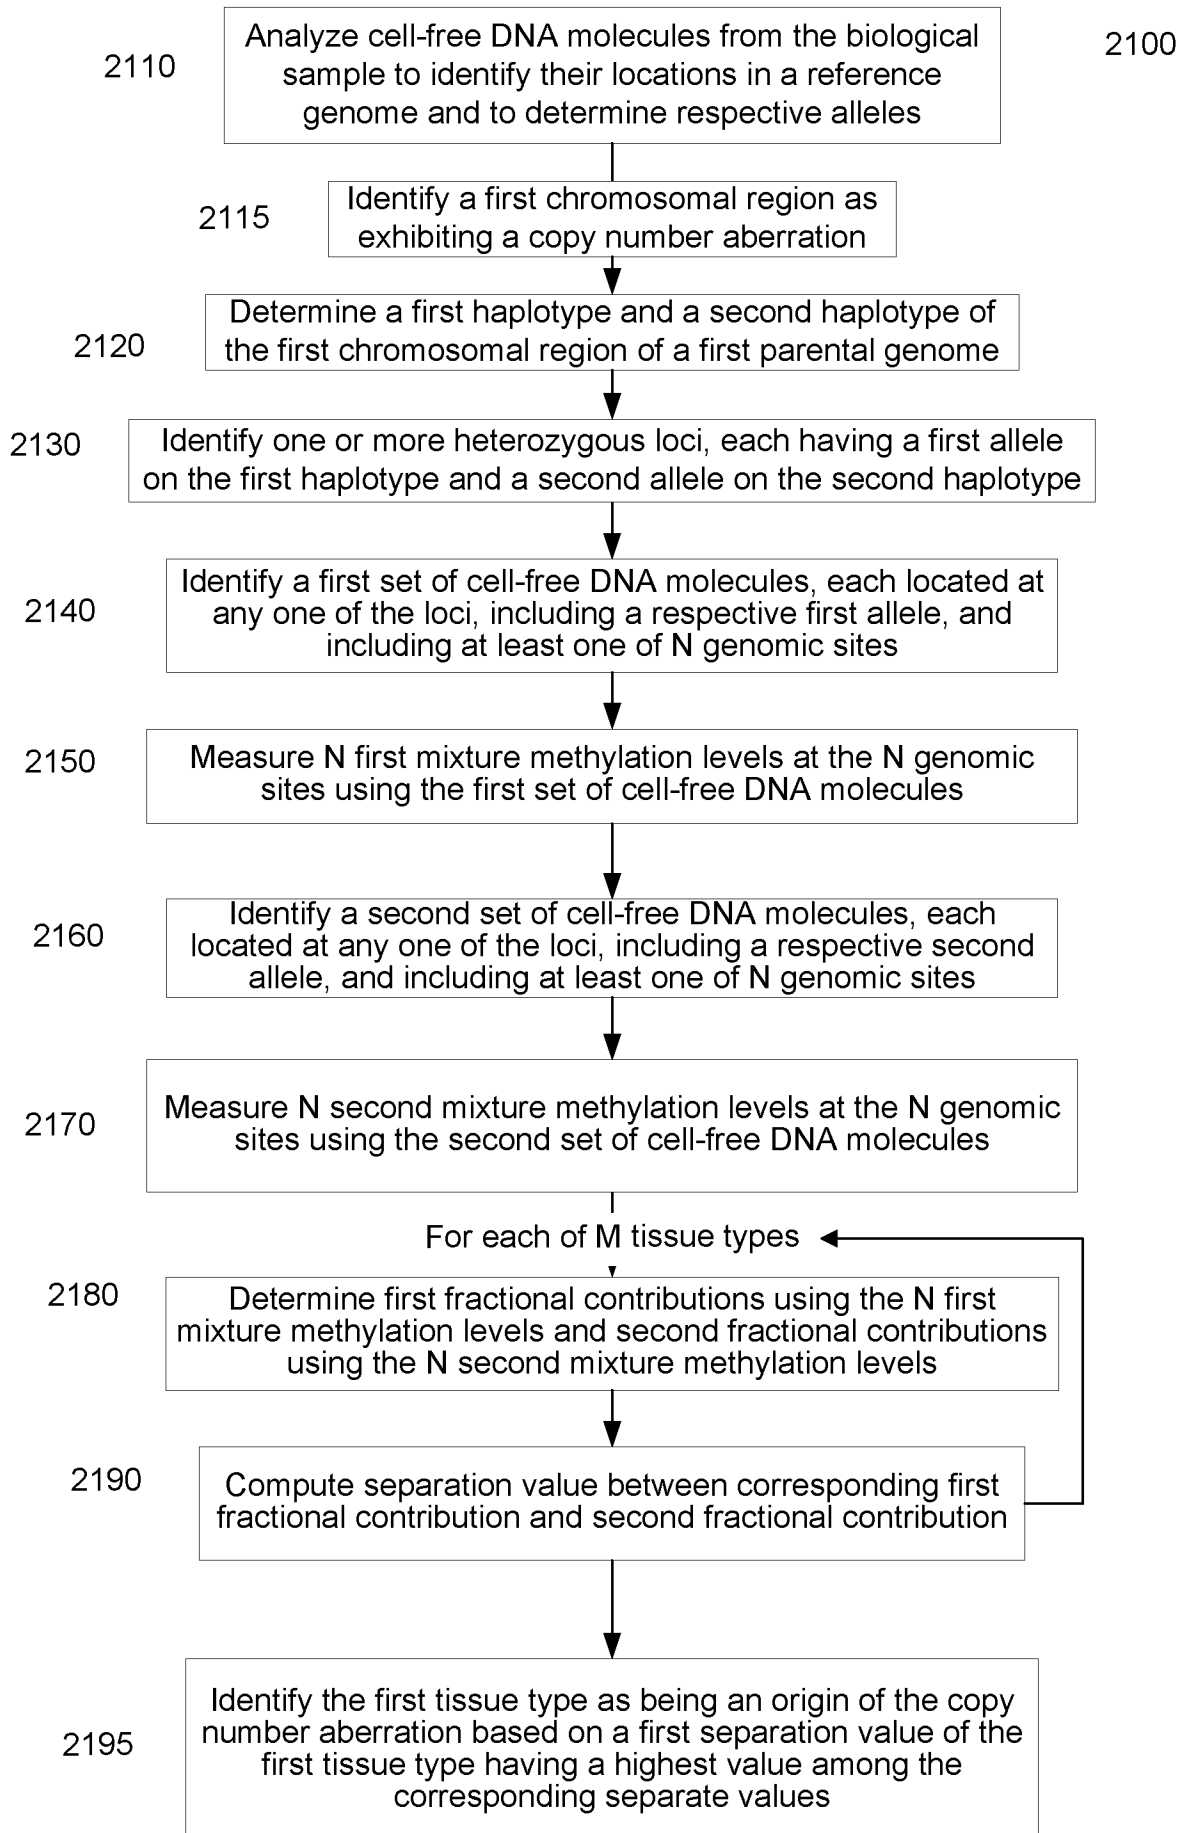 Analyze cell-free DNA molecules from the biological
sample to identify their locations in a reference
genome and to determine respective alleles
2110
2100
Identify a first chromosomal region as
exhibiting a copy number aberration
2115
Determine a first haplotype and a second haplotype of
the first chromosomal region of a first parental genome
2120
Identify one or more heterozygous loci, each having a first allele
on the first haplotype and a second allele on the second haplotype
2130
Identify a first set of cell-free DNA molecules, each located at
any one of the loci, including a respective first allele, and
including at least one of N genomic sites
2140
Measure N first mixture methylation levels at the N genomic
sites using the first set of cell-free DNA molecules
2150
Identify a second set of cell-free DNA molecules, each
located at any one of the loci, including a respective second
allele, and including at least one of N genomic sites
2160
Measure N second mixture methylation levels at the N genomic
sites using the second set of cell-free DNA molecules
2170
For each of M tissue types
Determine first fractional contributions using the N first
mixture methylation levels and second fractional contributions
using the N second mixture methylation levels
2180
Compute separation value between corresponding first
fractional contribution and second fractional contribution
2190
Identify the first tissue type as being an origin of the copy
number aberration based on a first separation value of the
first tissue type having a highest value among the
corresponding separate values
2195